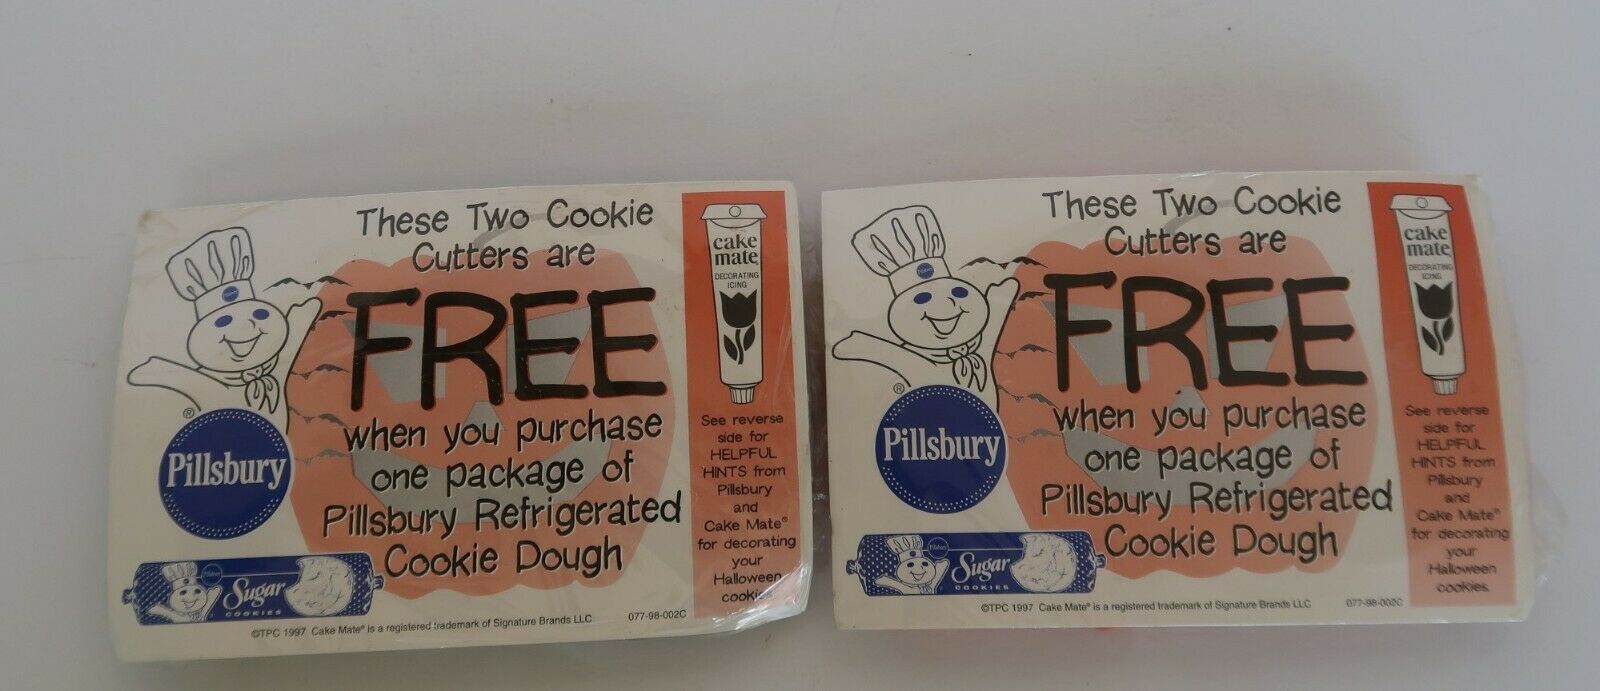 These Two Cookie
Cutters are
FREE
when you purchase
one package of
Pillsbury Refrigerated
Cookie Dough
Pillsbury
®
Pillsbury
Sugar
COOKIES
©TPC 1997 Cake Mate® is a registered trademark of Signature Brands LLC
077-98-002C
cake
mate®
DECORATING
ICING
See reverse
side for
HELPFUL
HINTS from
Pillsbury
and
Cake Mate®
for decorating
your
Halloween
cookies.
These Two Cookie
Cutters are
FREE
when you purchase
one package of
Pillsbury Refrigerated
Cookie Dough
Pillsbury
®
Pillsbury
Sugar
COOKIES
©TPC 1997 Cake Mate® is a registered trademark of Signature Brands LLC
077-98-002C
cake
mate®
DECORATING
ICING
See reverse
side for
HELPFUL
HINTS from
Pillsbury
and
Cake Mate®
for decorating
your
Halloween
cookies.